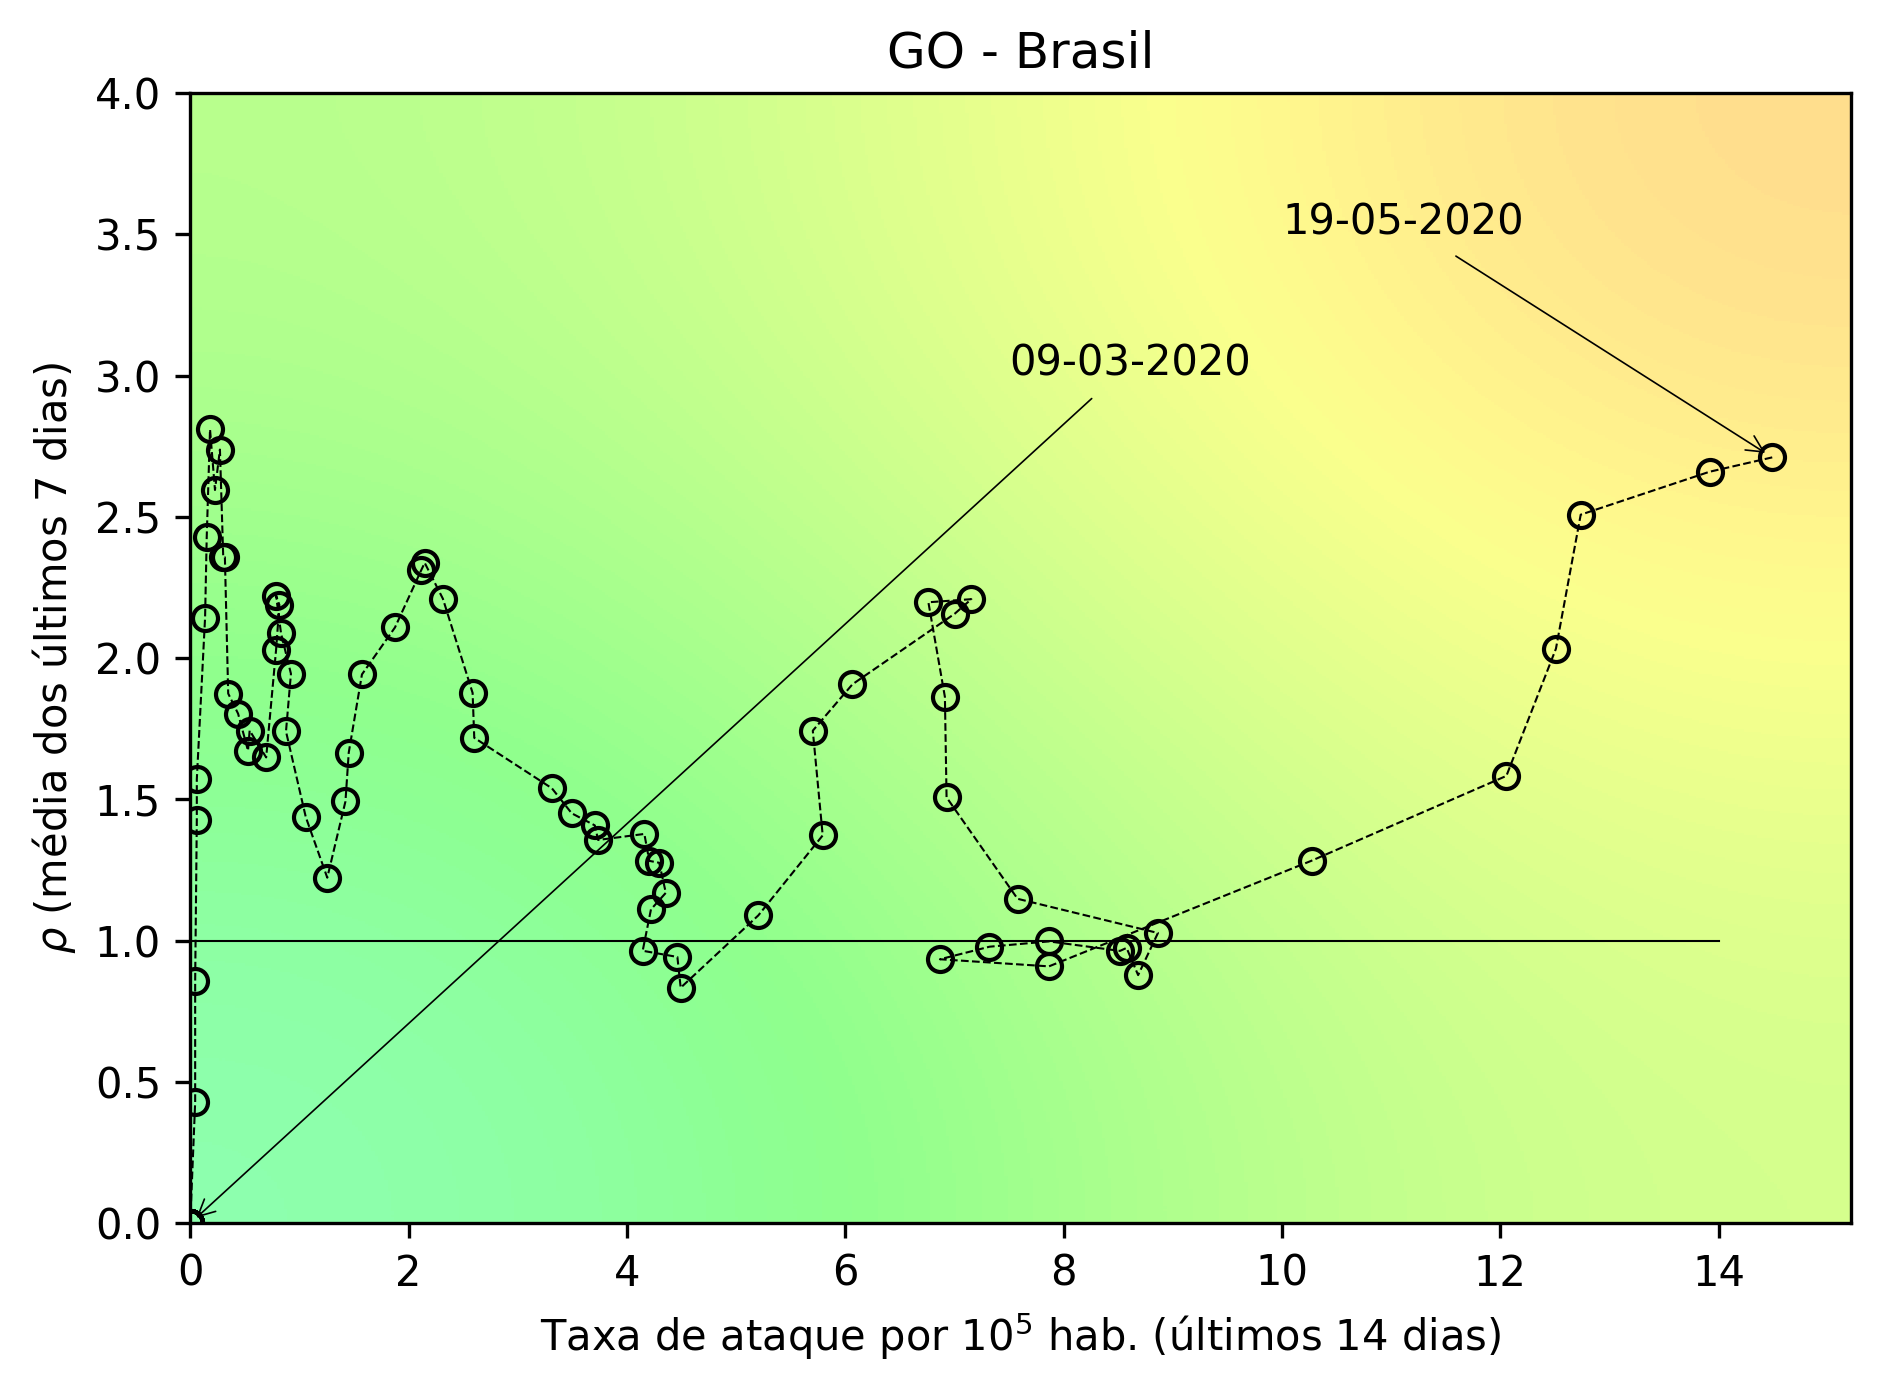 GO - Brasil
4.0
3.5
3.0
2.5
2.0
1.5
1.0
0.5
0.0
ρ (média dos últimos 7 dias)
19-05-2020
09-03-2020
0 2 4 6 8 10 12 14
Taxa de ataque por 10⁵ hab. (últimos 14 dias)